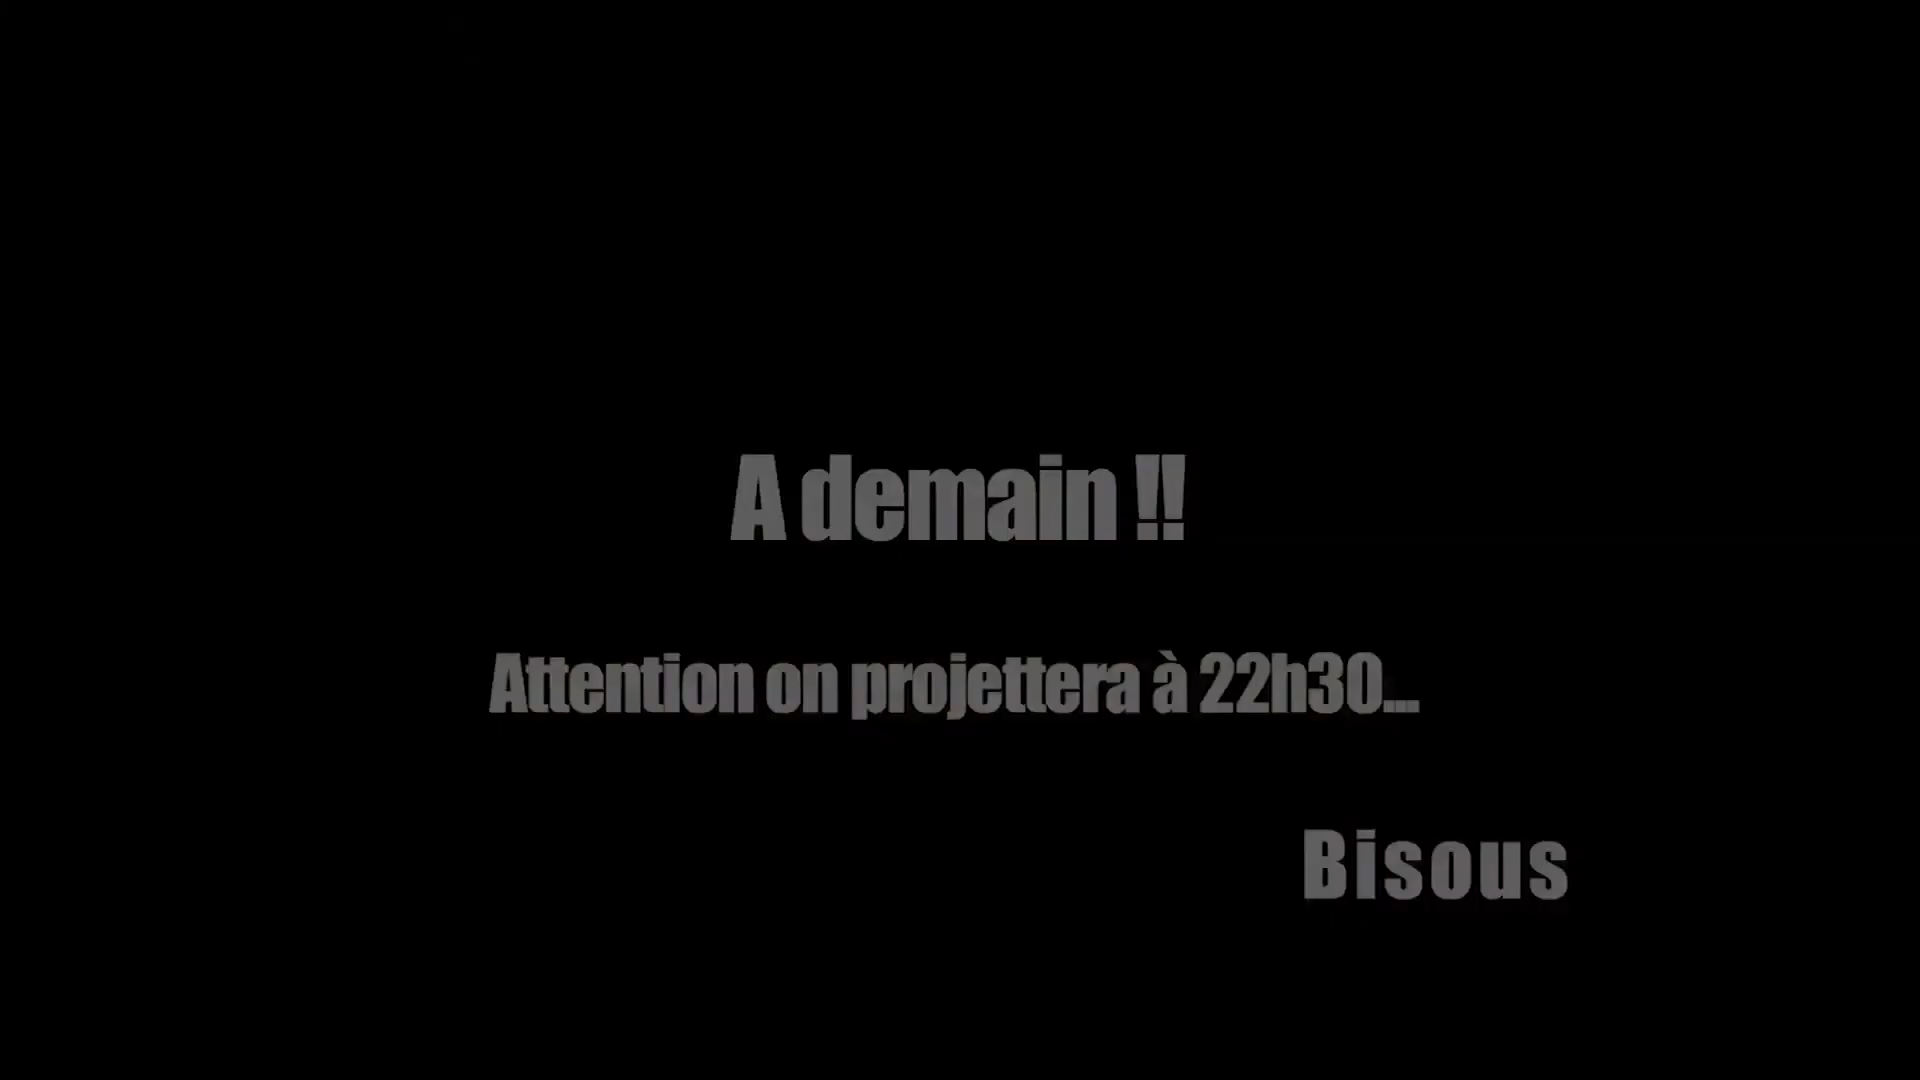 A demain !!
Attention on projettera à 22h30...
Bisous